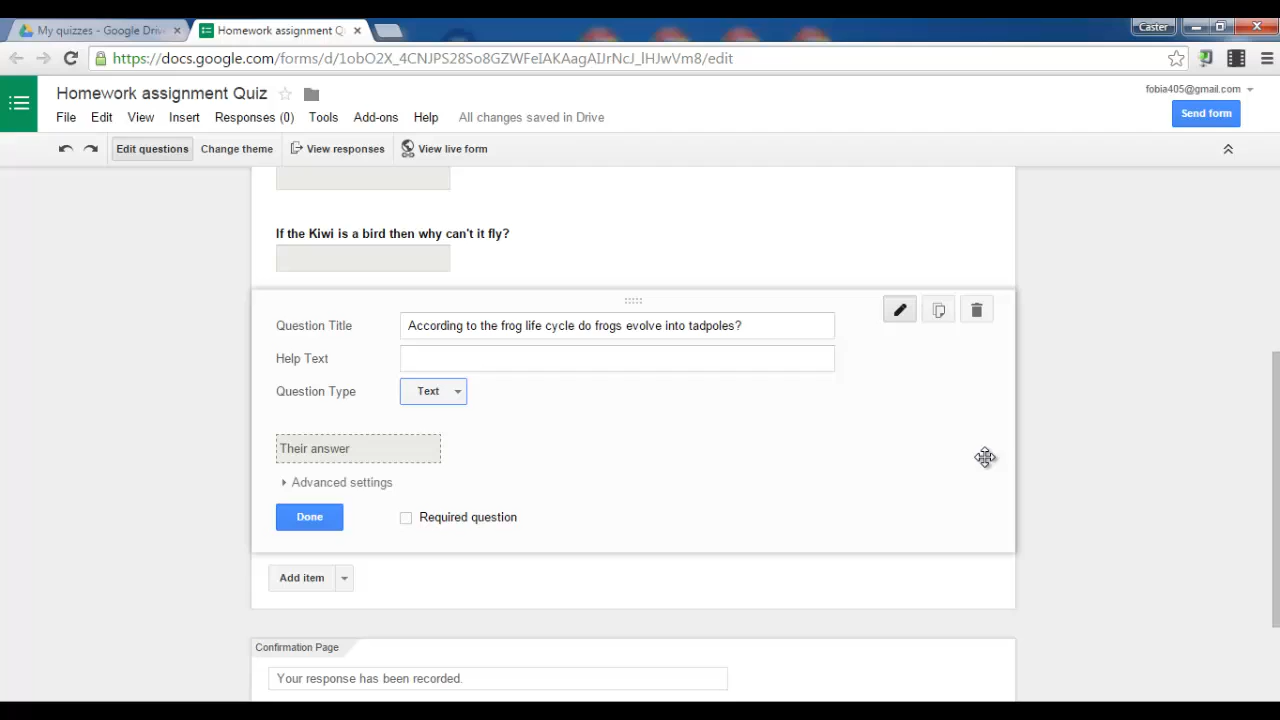 My quizzes - Google Driv
Homework assignment Q
Caster
https://docs.google.com/forms/d/1obO2X_4CNJPS28So8GZWFeIAKAagAIJrNcJ_lHJwVm8/edit
Homework assignment Quiz
fobia405@gmail.com
File Edit View Insert Responses (0) Tools Add-ons Help All changes saved in Drive
Send form
Edit questions Change theme View responses View live form
If the Kiwi is a bird then why can't it fly?
Question Title According to the frog life cycle do frogs evolve into tadpoles?
Help Text
Question Type Text
Their answer
Advanced settings
Done Required question
Add item
Confirmation Page
Your response has been recorded.